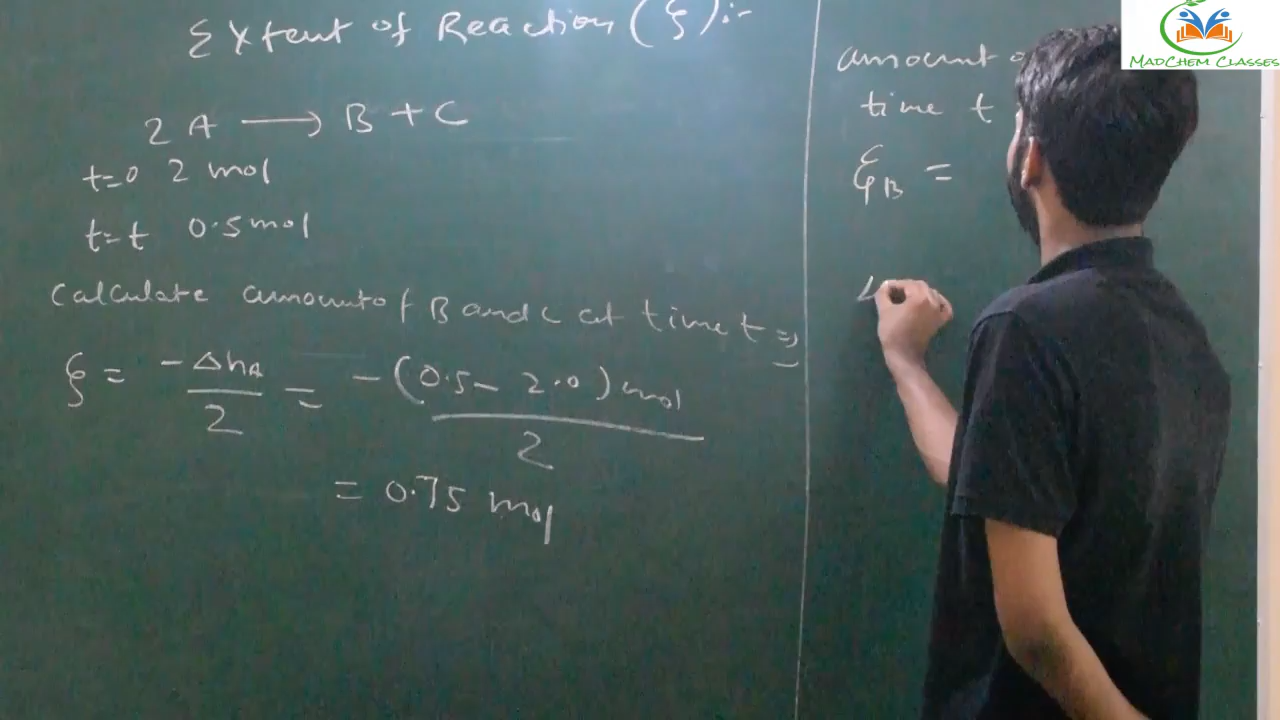 Extent of Reaction (ξ):-
2A ⟶ B + C
t=0 2 mol
t=t 0.5 mol
Calculate amount of B and C at time t ⇒
ξ = -Δn_A / 2 = -(0.5 - 2.0) mol / 2
= 0.75 mol
amount
time t
ξ_B =
MADCHEM CLASSES